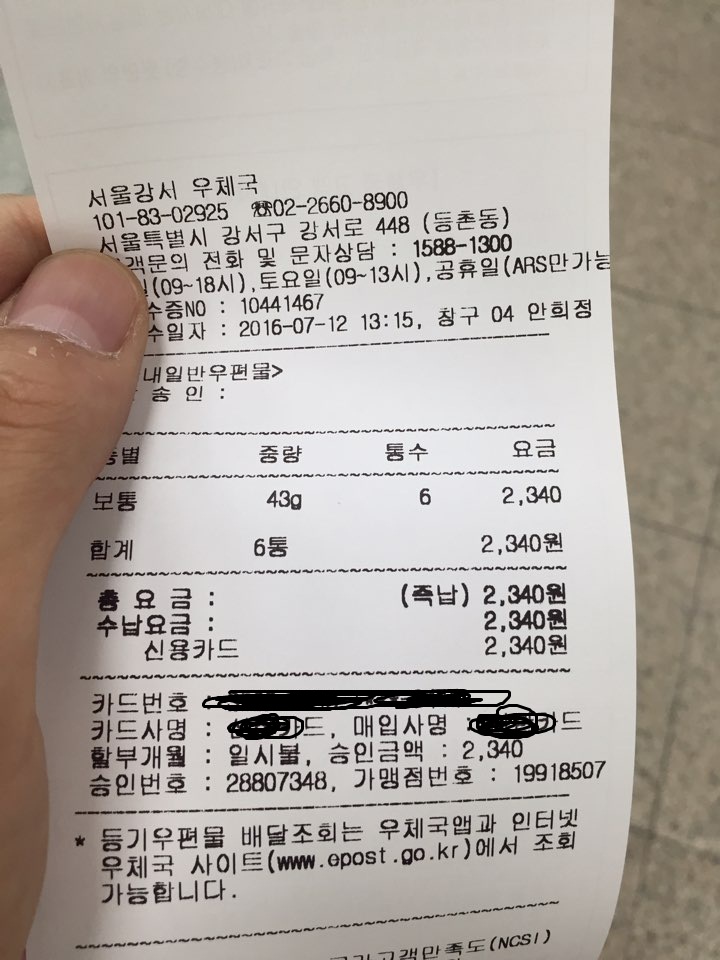 서울강서 우체국
101-83-02925 ☎02-2660-8900
서울특별시 강서구 강서로 448 (등촌동)
객문의 전화 및 문자상담 : 1588-1300
일(09~18시),토요일(09~13시),공휴일(ARS만가능
수증NO : 10441467
수일자 : 2016-07-12 13:15, 창구 04 안희정
내일반우편물>
송 인 :
종별 중량 통수 요금
보통 43g 6 2,340
합계 6통 2,340원
총 요 금 : (즉납) 2,340원
수납요금 : 2,340원
신용카드 2,340원
카드번호
카드사명 : 카드, 매입사명 : 카드
할부개월 : 일시불, 승인금액 : 2,340
승인번호 : 28807348, 가맹점번호 : 19918507
* 등기우편물 배달조회는 우체국앱과 인터넷
우체국 사이트(www.epost.go.kr)에서 조회
가능합니다.
고객만족도(NCSI)